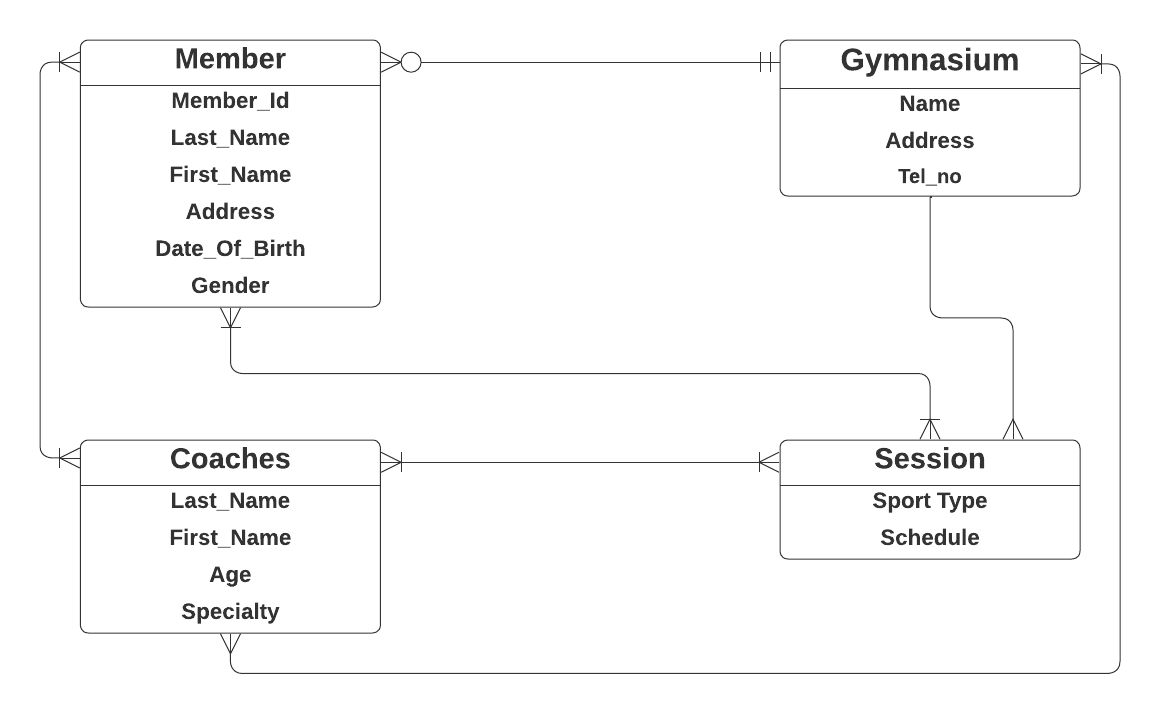 Member
Member_Id
Last_Name
First_Name
Address
Date_Of_Birth
Gender
Gymnasium
Name
Address
Tel_no
Coaches
Last_Name
First_Name
Age
Specialty
Session
Sport Type
Schedule